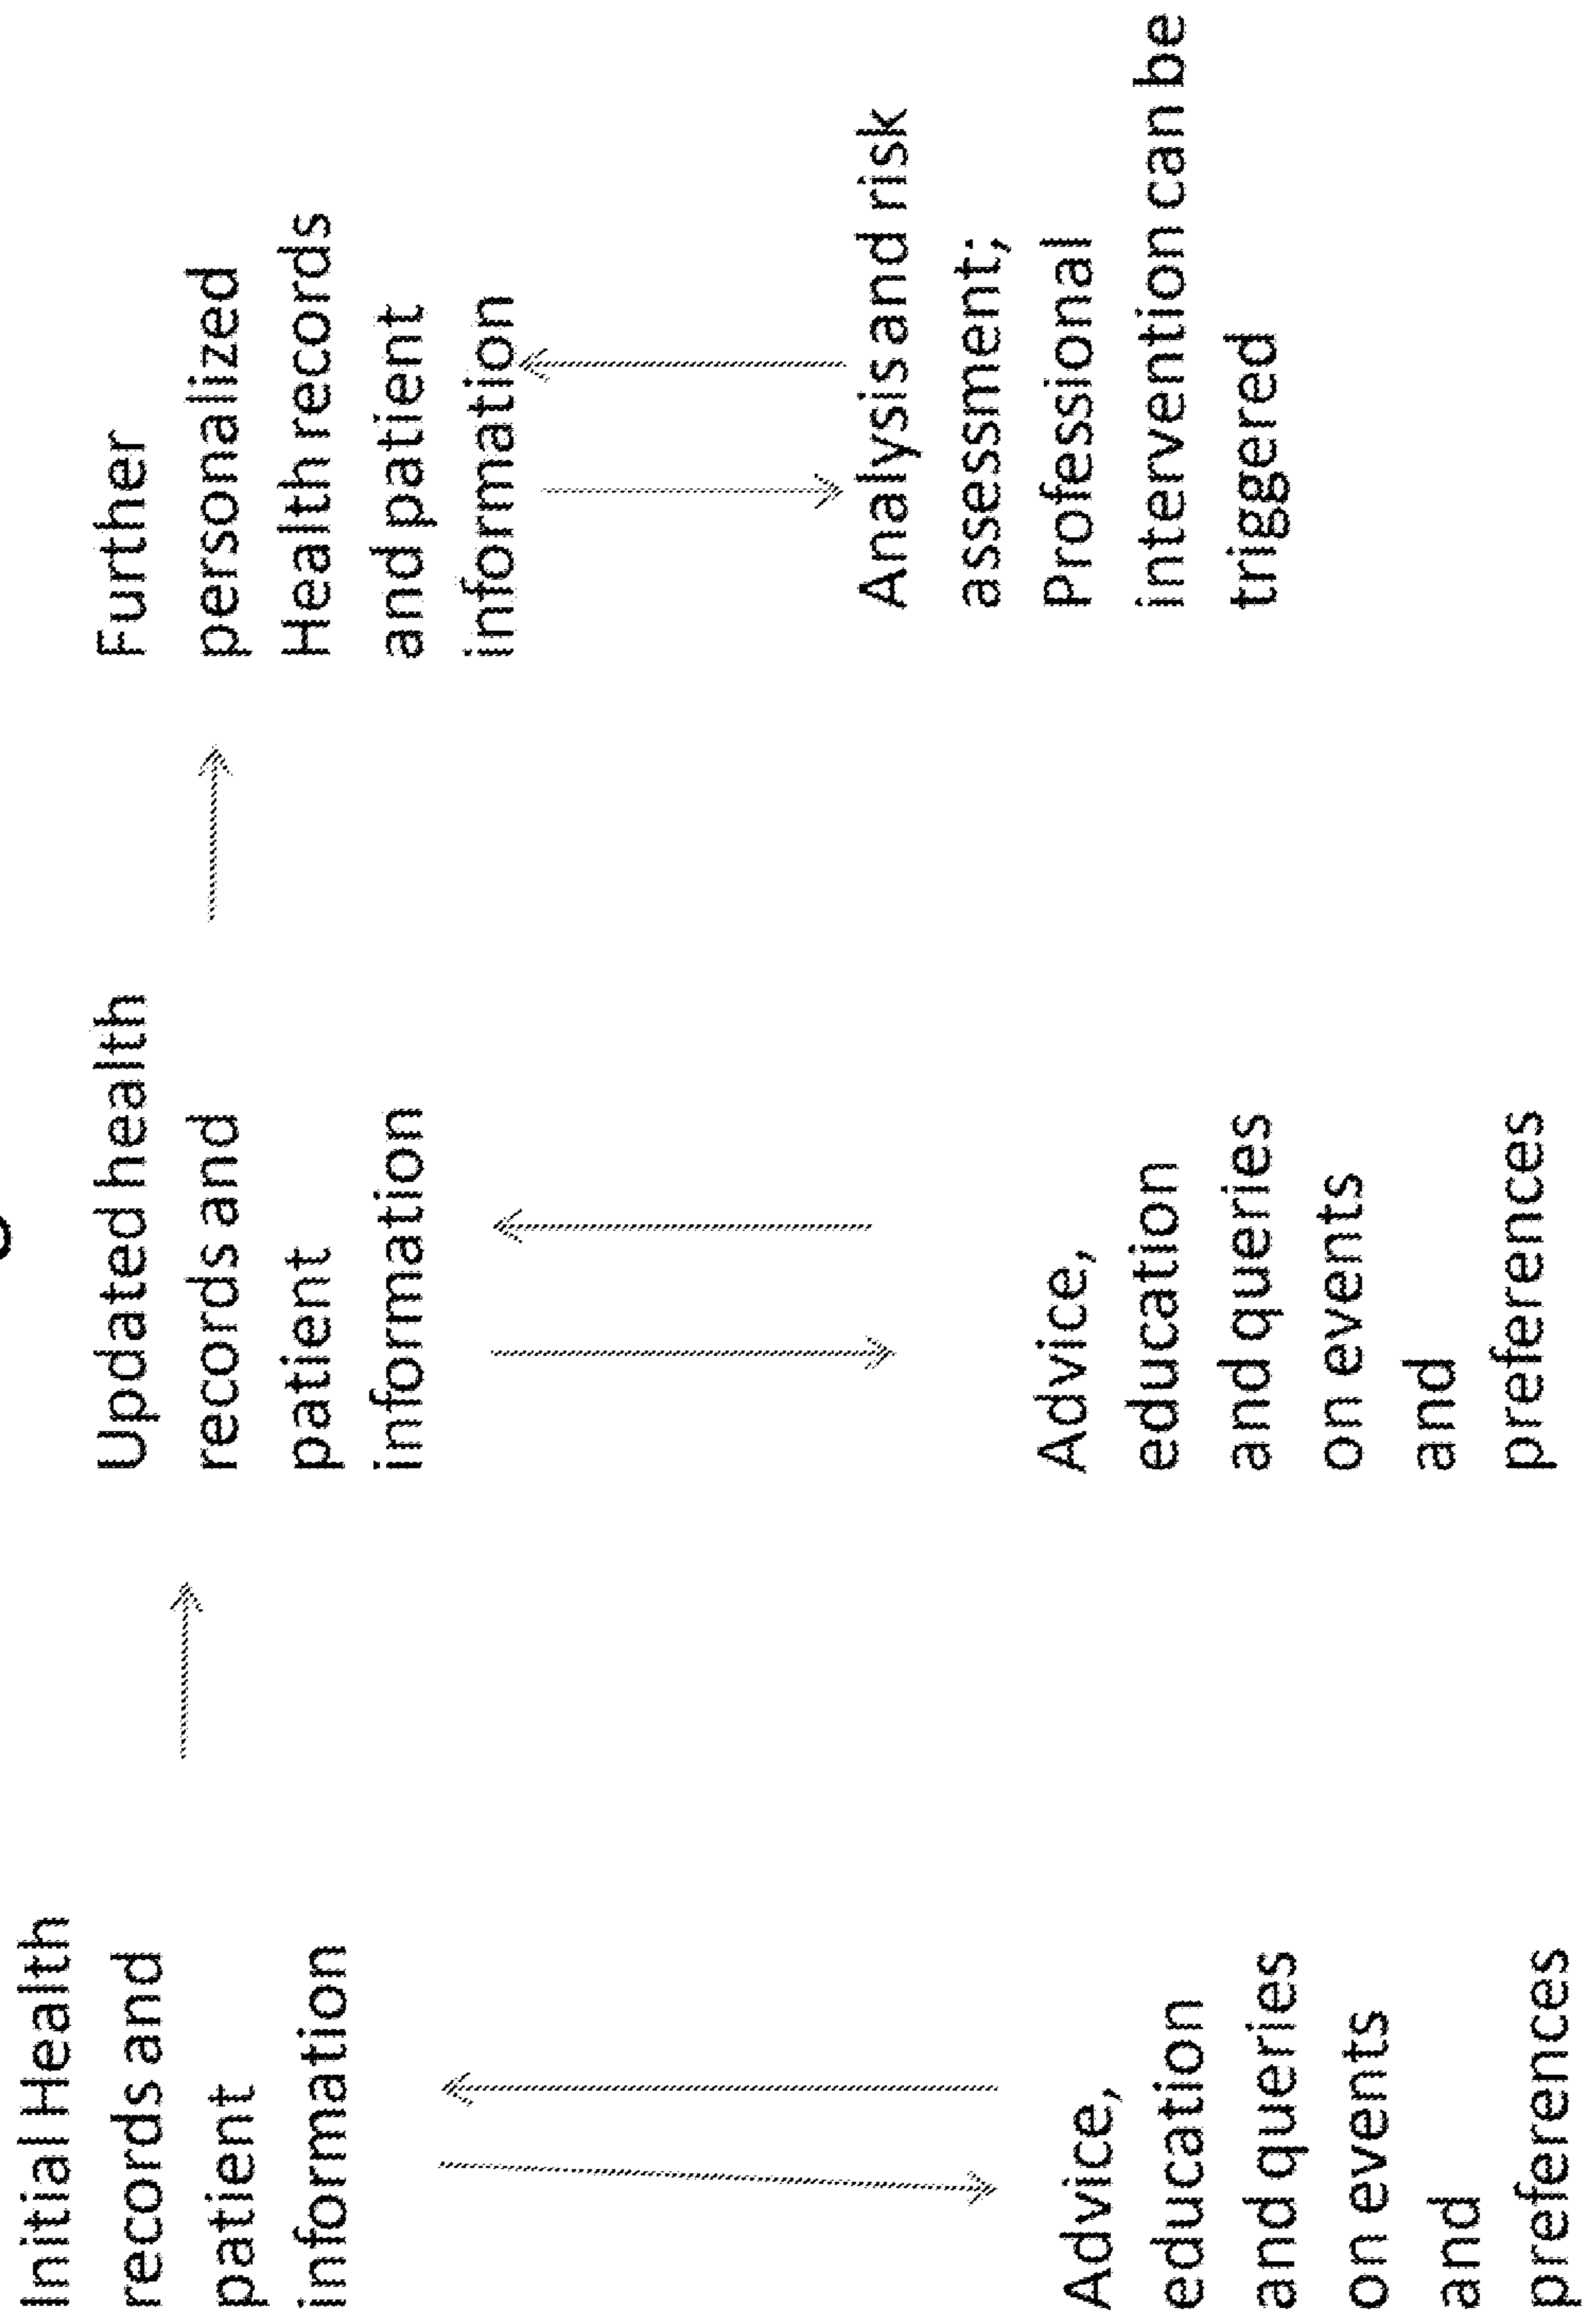 Initial Health
records and
patient
information
Updated health
records and
patient
information
Further
personalized
Health records
and patient
information
Advice,
education
and queries
on events
and
preferences
Advice,
education
and queries
on events
and
preferences
Analysis and risk
assessment;
Professional
intervention can be
triggered